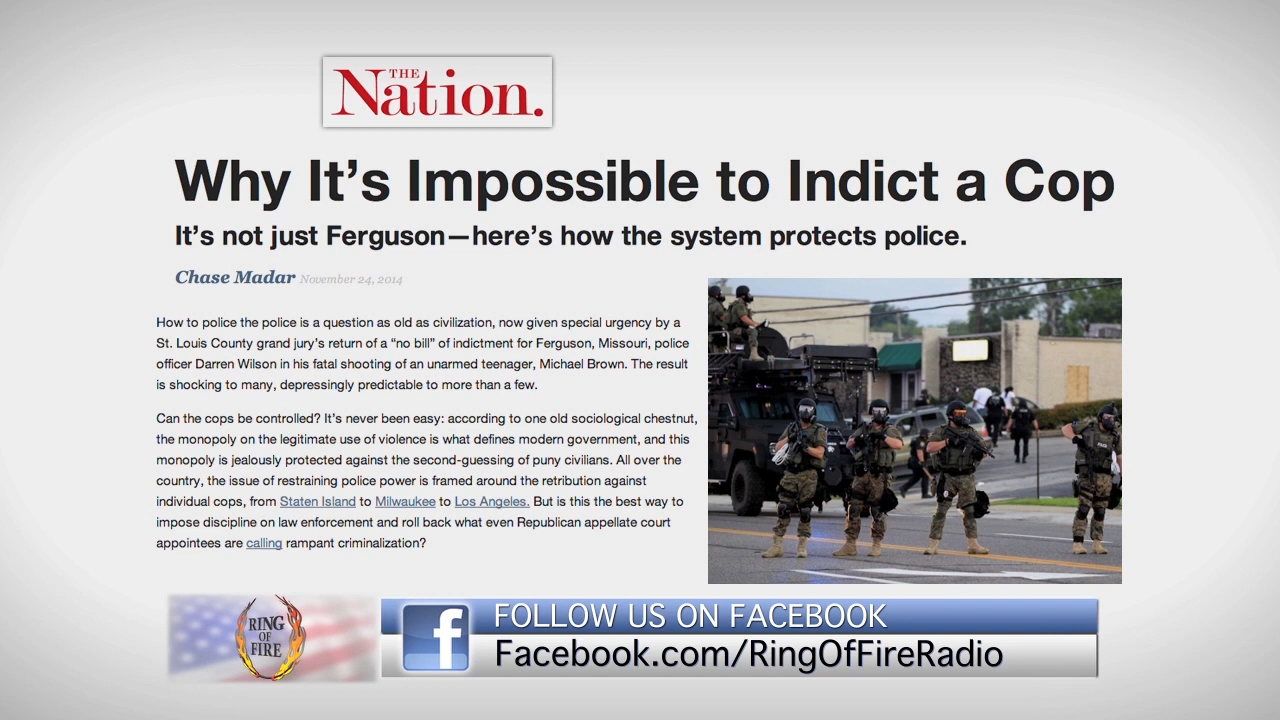 THE
Nation.
Why It's Impossible to Indict a Cop
It's not just Ferguson—here's how the system protects police.
Chase Madar November 24, 2014
How to police the police is a question as old as civilization, now given special urgency by a
St. Louis County grand jury's return of a “no bill” of indictment for Ferguson, Missouri, police
officer Darren Wilson in his fatal shooting of an unarmed teenager, Michael Brown. The result
is shocking to many, depressingly predictable to more than a few.
Can the cops be controlled? It's never been easy: according to one old sociological chestnut,
the monopoly on the legitimate use of violence is what defines modern government, and this
monopoly is jealously protected against the second-guessing of puny civilians. All over the
country, the issue of restraining police power is framed around the retribution against
individual cops, from Staten Island to Milwaukee to Los Angeles. But is this the best way to
impose discipline on law enforcement and roll back what even Republican appellate court
appointees are calling rampant criminalization?
RING
OF
FIRE
f
FOLLOW US ON FACEBOOK
Facebook.com/RingOfFireRadio